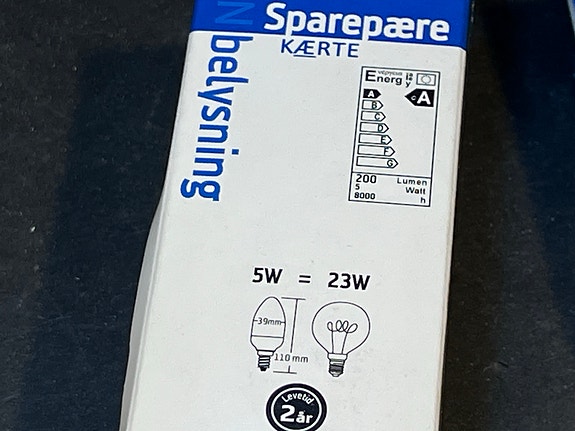 Sparepære
KÆRTE
N belysning
Energ
A
B
C
D
E
F
G
A
200 Lumen
5 Watt
8000 h
5W = 23W
39mm
110 mm
Levetid
2 år